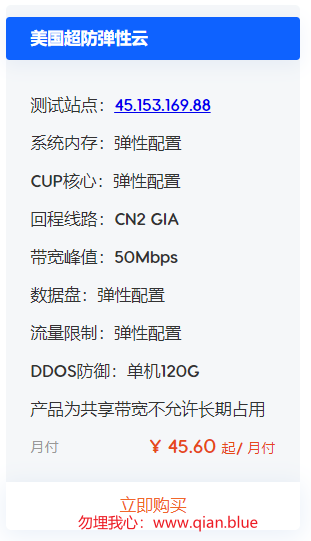 美国超防弹性云
测试站点：45.153.169.88
系统内存：弹性配置
CUP核心：弹性配置
回程线路：CN2 GIA
带宽峰值：50Mbps
数据盘：弹性配置
流量限制：弹性配置
DDOS防御：单机120G
产品为共享带宽不允许长期占用
月付 ¥ 45.60 起/ 月付
立即购买
勿埋我心：www.qian.blue